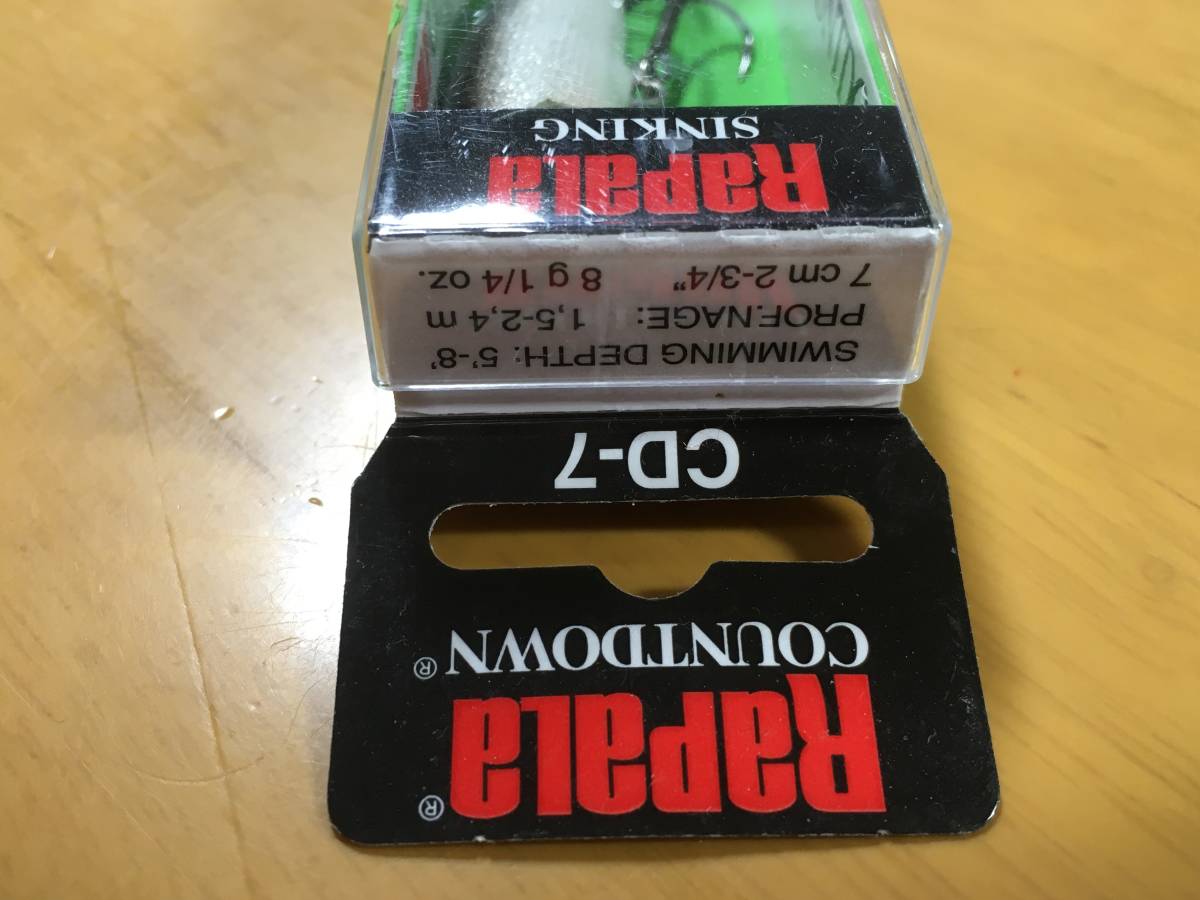 RAPALA ®
COUNTDOWN ®
CD-7
SWIMMING DEPTH: 5'-8'
PROF.NAGE: 1,5-2,4 m
7 cm 2-3/4" 8 g 1/4 oz.
RAPALA
SINKING